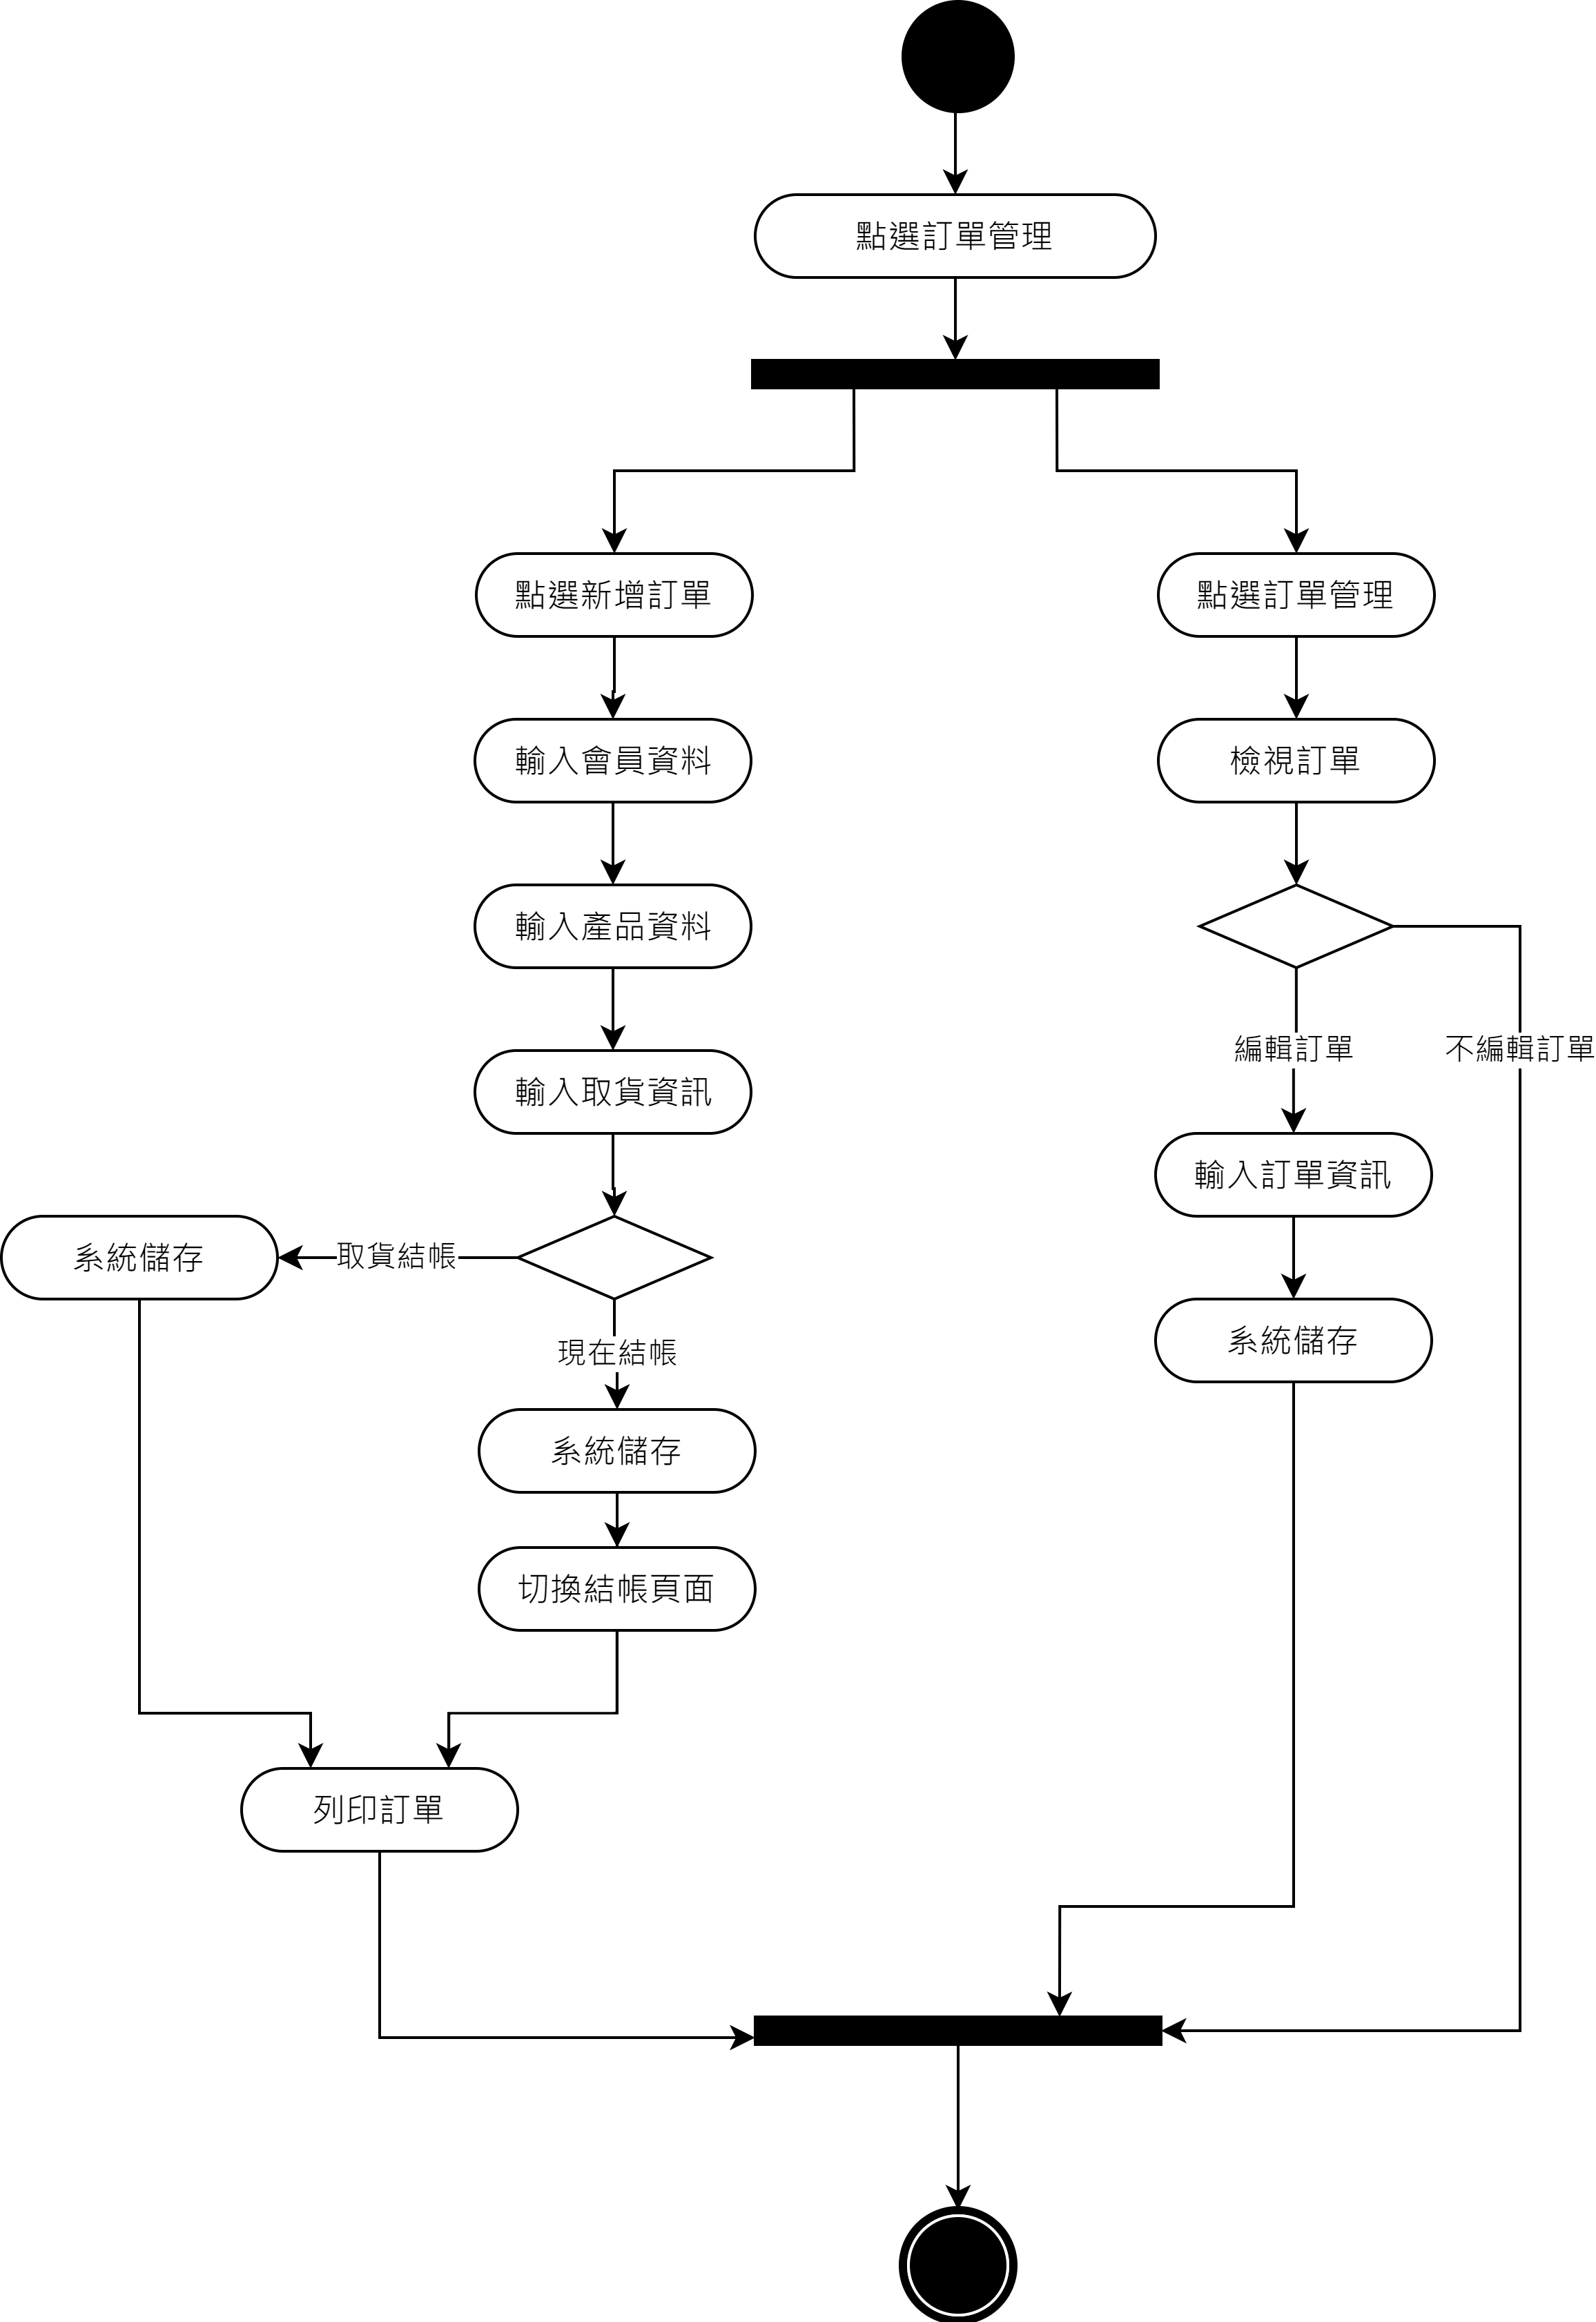 點選訂單管理
點選新增訂單
點選訂單管理
輸入會員資料
檢視訂單
輸入產品資料
編輯訂單
不編輯訂單
輸入取貨資訊
輸入訂單資訊
系統儲存
取貨結帳
現在結帳
系統儲存
系統儲存
切換結帳頁面
列印訂單